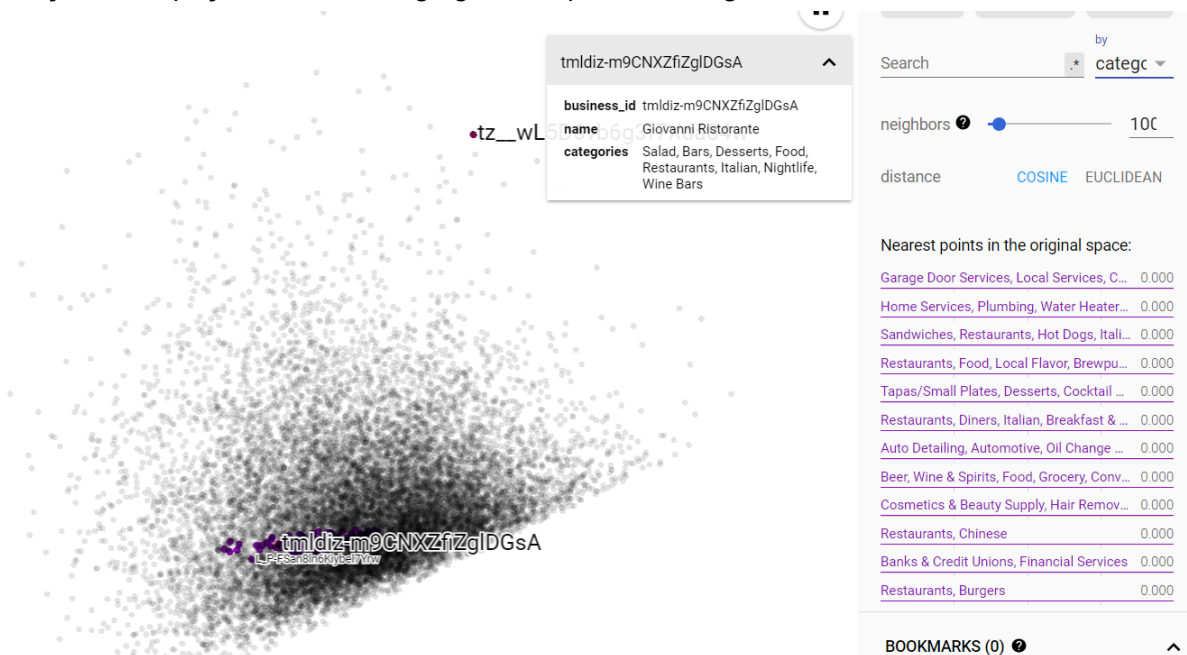 tmldiz-m9CNXZfiZglDGsA
business_id tmldiz-m9CNXZfiZglDGsA
name Giovanni Ristorante
categories Salad, Bars, Desserts, Food,
Restaurants, Italian, Nightlife,
Wine Bars
tz__wL
tmldiz-m9CNXZfiZglDGsA
by
Search .* categc
neighbors ? 100
distance COSINE EUCLIDEAN
Nearest points in the original space:
Garage Door Services, Local Services, C... 0.000
Home Services, Plumbing, Water Heater... 0.000
Sandwiches, Restaurants, Hot Dogs, Itali... 0.000
Restaurants, Food, Local Flavor, Brewpu... 0.000
Tapas/Small Plates, Desserts, Cocktail ... 0.000
Restaurants, Diners, Italian, Breakfast & ... 0.000
Auto Detailing, Automotive, Oil Change ... 0.000
Beer, Wine & Spirits, Food, Grocery, Conv... 0.000
Cosmetics & Beauty Supply, Hair Remov... 0.000
Restaurants, Chinese 0.000
Banks & Credit Unions, Financial Services 0.000
Restaurants, Burgers 0.000
BOOKMARKS (0) ?